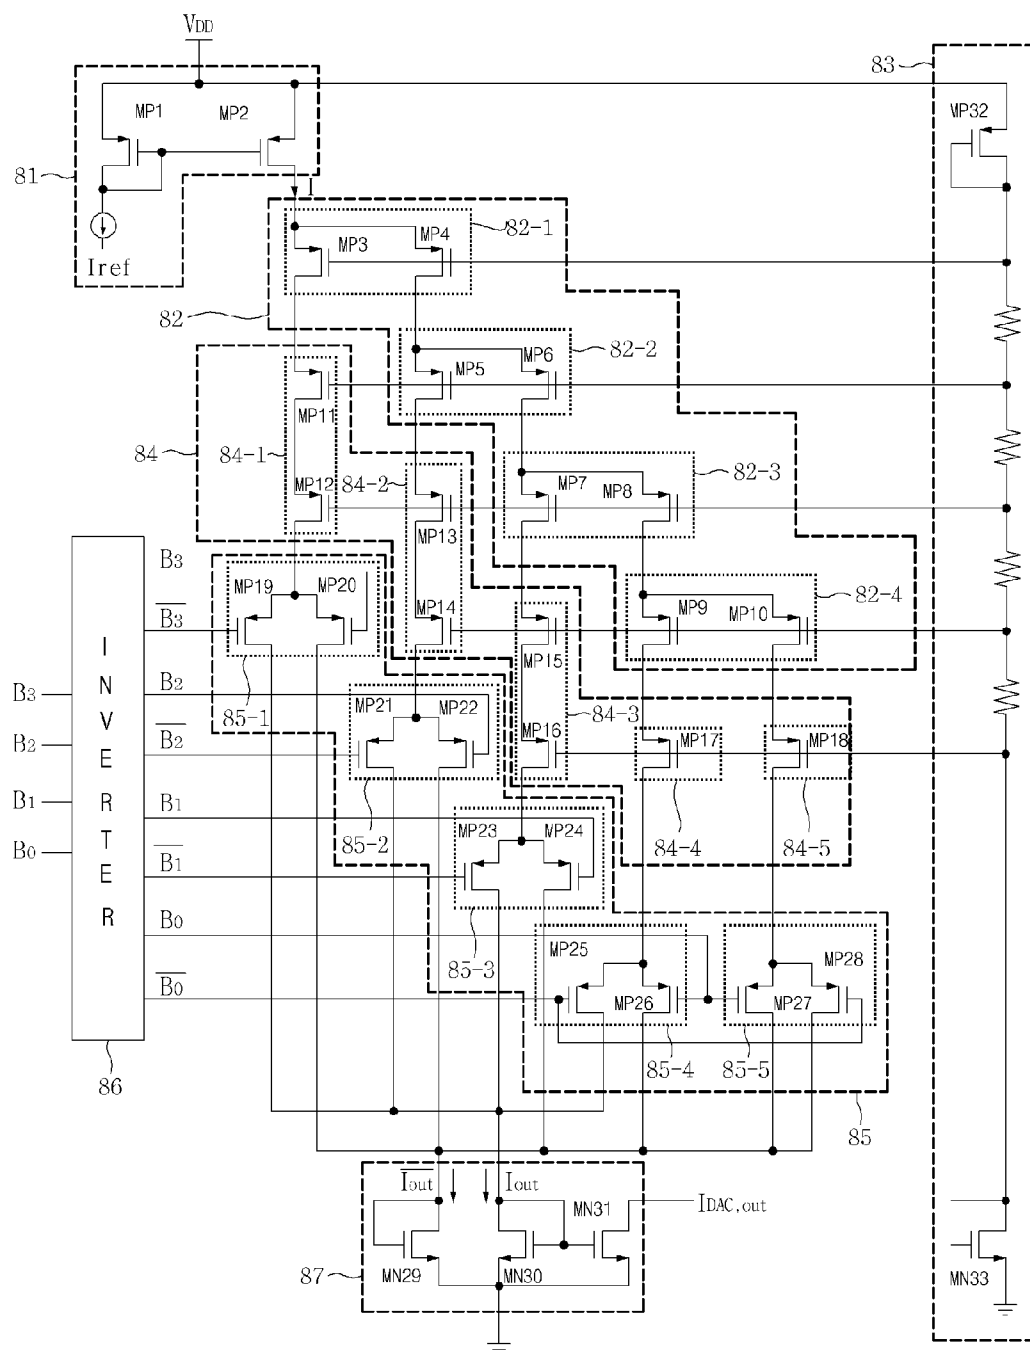 VDD
83
MP1
MP2
MP32
81
I
Iref
MP3
MP4
82-1
82
82-2
MP5
MP6
MP11
84
84-1
82-3
MP12
84-2
MP7
MP8
MP13
B3
MP19
MP20
82-4
MP9
MP10
MP14
B3
INVERTER
MP15
B3
B2
85-1
MP21
MP22
84-3
MP16
MP17
MP18
B2
B2
B1
B1
85-2
MP23
MP24
84-4
84-5
B0
B1
B0
85-3
MP25
MP28
B0
MP26
MP27
86
85-4
85-5
85
Iout
Iout
MN31
IDAC,out
87
MN29
MN30
MN33